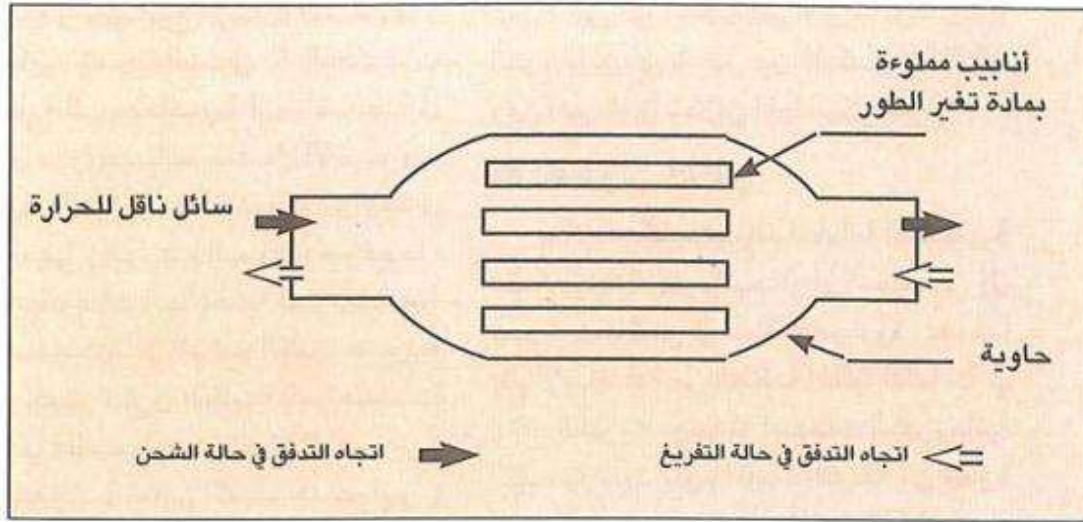 أنابيب مملوءة
بمادة تغير الطور
سائل ناقل للحرارة
حاوية
اتجاه التدفق في حالة التفريغ
اتجاه التدفق في حالة الشحن